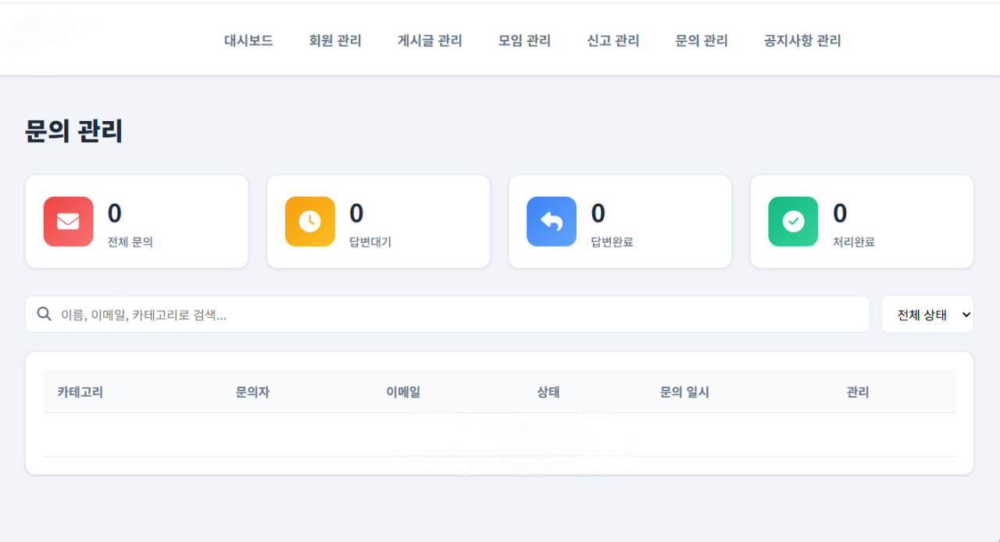 대시보드 회원 관리 게시글 관리 모임 관리 신고 관리 문의 관리 공지사항 관리
문의 관리
0
전체 문의
0
답변대기
0
답변완료
0
처리완료
이름, 이메일, 카테고리로 검색...
전체 상태
카테고리 문의자 이메일 상태 문의 일시 관리